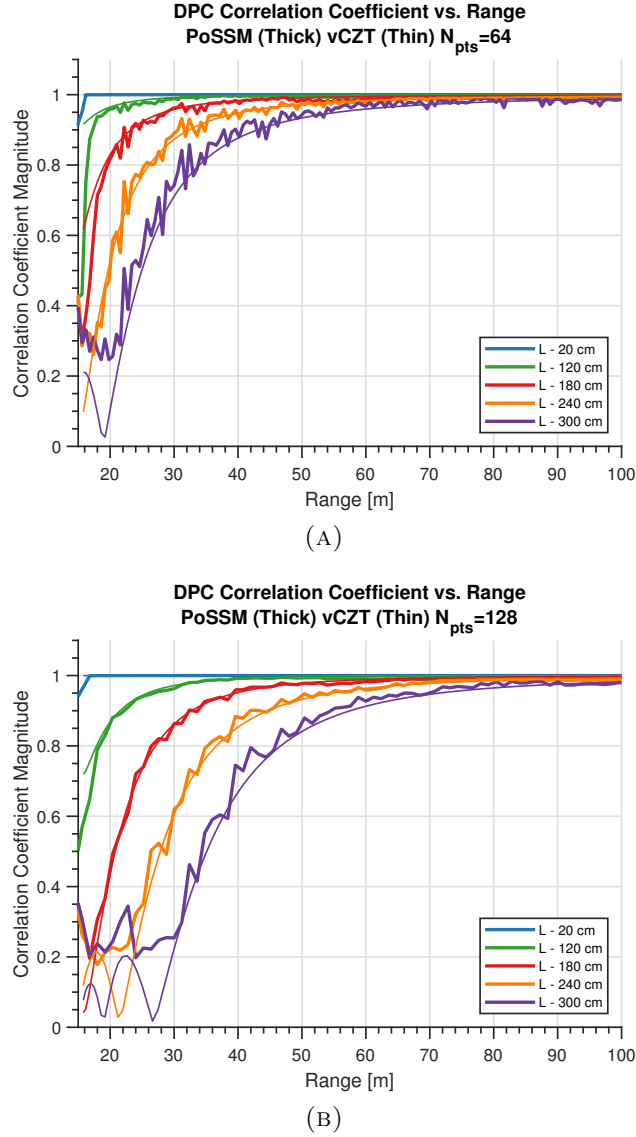 DPC Correlation Coefficient vs. Range
PoSSM (Thick) vCZT (Thin) N_pts=64
Correlation Coefficient Magnitude
1
0.8
0.6
0.4
0.2
0
L - 20 cm
L - 120 cm
L - 180 cm
L - 240 cm
L - 300 cm
20 30 40 50 60 70 80 90 100
Range [m]
(A)
DPC Correlation Coefficient vs. Range
PoSSM (Thick) vCZT (Thin) N_pts=128
Correlation Coefficient Magnitude
1
0.8
0.6
0.4
0.2
0
L - 20 cm
L - 120 cm
L - 180 cm
L - 240 cm
L - 300 cm
20 30 40 50 60 70 80 90 100
Range [m]
(B)